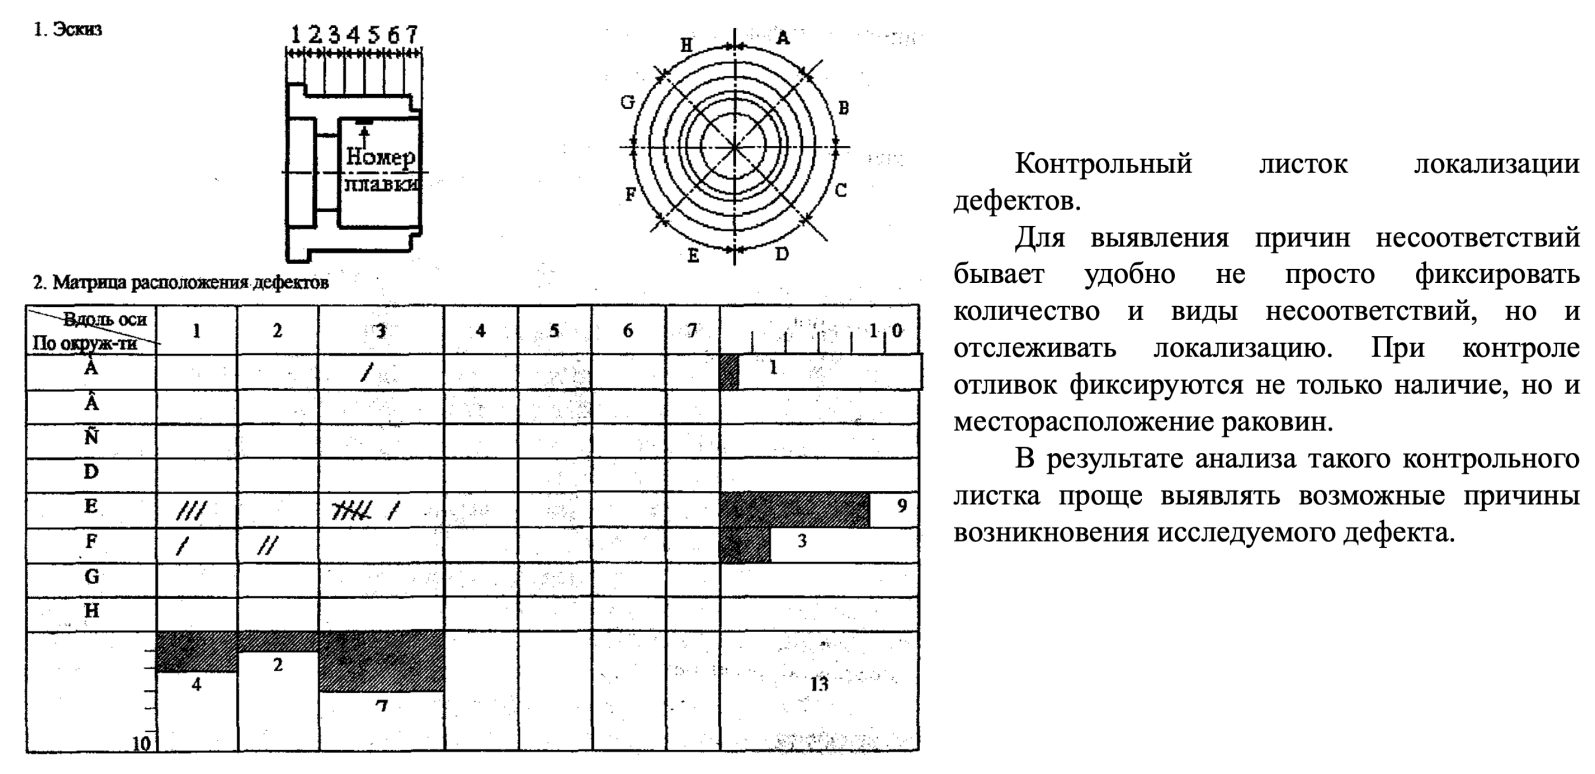 1. Эскиз
1 2 3 4 5 6 7
Номер
плавки
H A
G B
F C
E D
2. Матрица расположения дефектов
Вдоль оси
По окруж-ти
1 2 3 4 5 6 7 1 0
À 1
Â
Ñ
D
E 9
F 3
G
H
4 2 7 13
10
Контрольный листок локализации
дефектов.
Для выявления причин несоответствий
бывает удобно не просто фиксировать
количество и виды несоответствий, но и
отслеживать локализацию. При контроле
отливок фиксируются не только наличие, но и
месторасположение раковин.
В результате анализа такого контрольного
листка проще выявлять возможные причины
возникновения исследуемого дефекта.